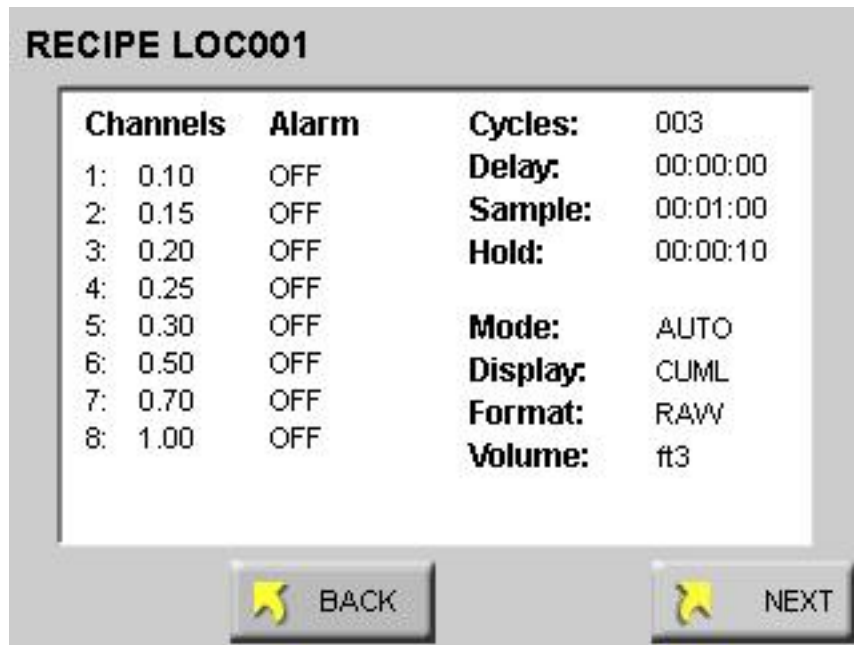 RECIPE LOC001
Channels Alarm
1: 0.10 OFF
2: 0.15 OFF
3: 0.20 OFF
4: 0.25 OFF
5: 0.30 OFF
6: 0.50 OFF
7: 0.70 OFF
8: 1.00 OFF
Cycles: 003
Delay: 00:00:00
Sample: 00:01:00
Hold: 00:00:10
Mode: AUTO
Display: CUML
Format: RAW
Volume: ft3
BACK
NEXT